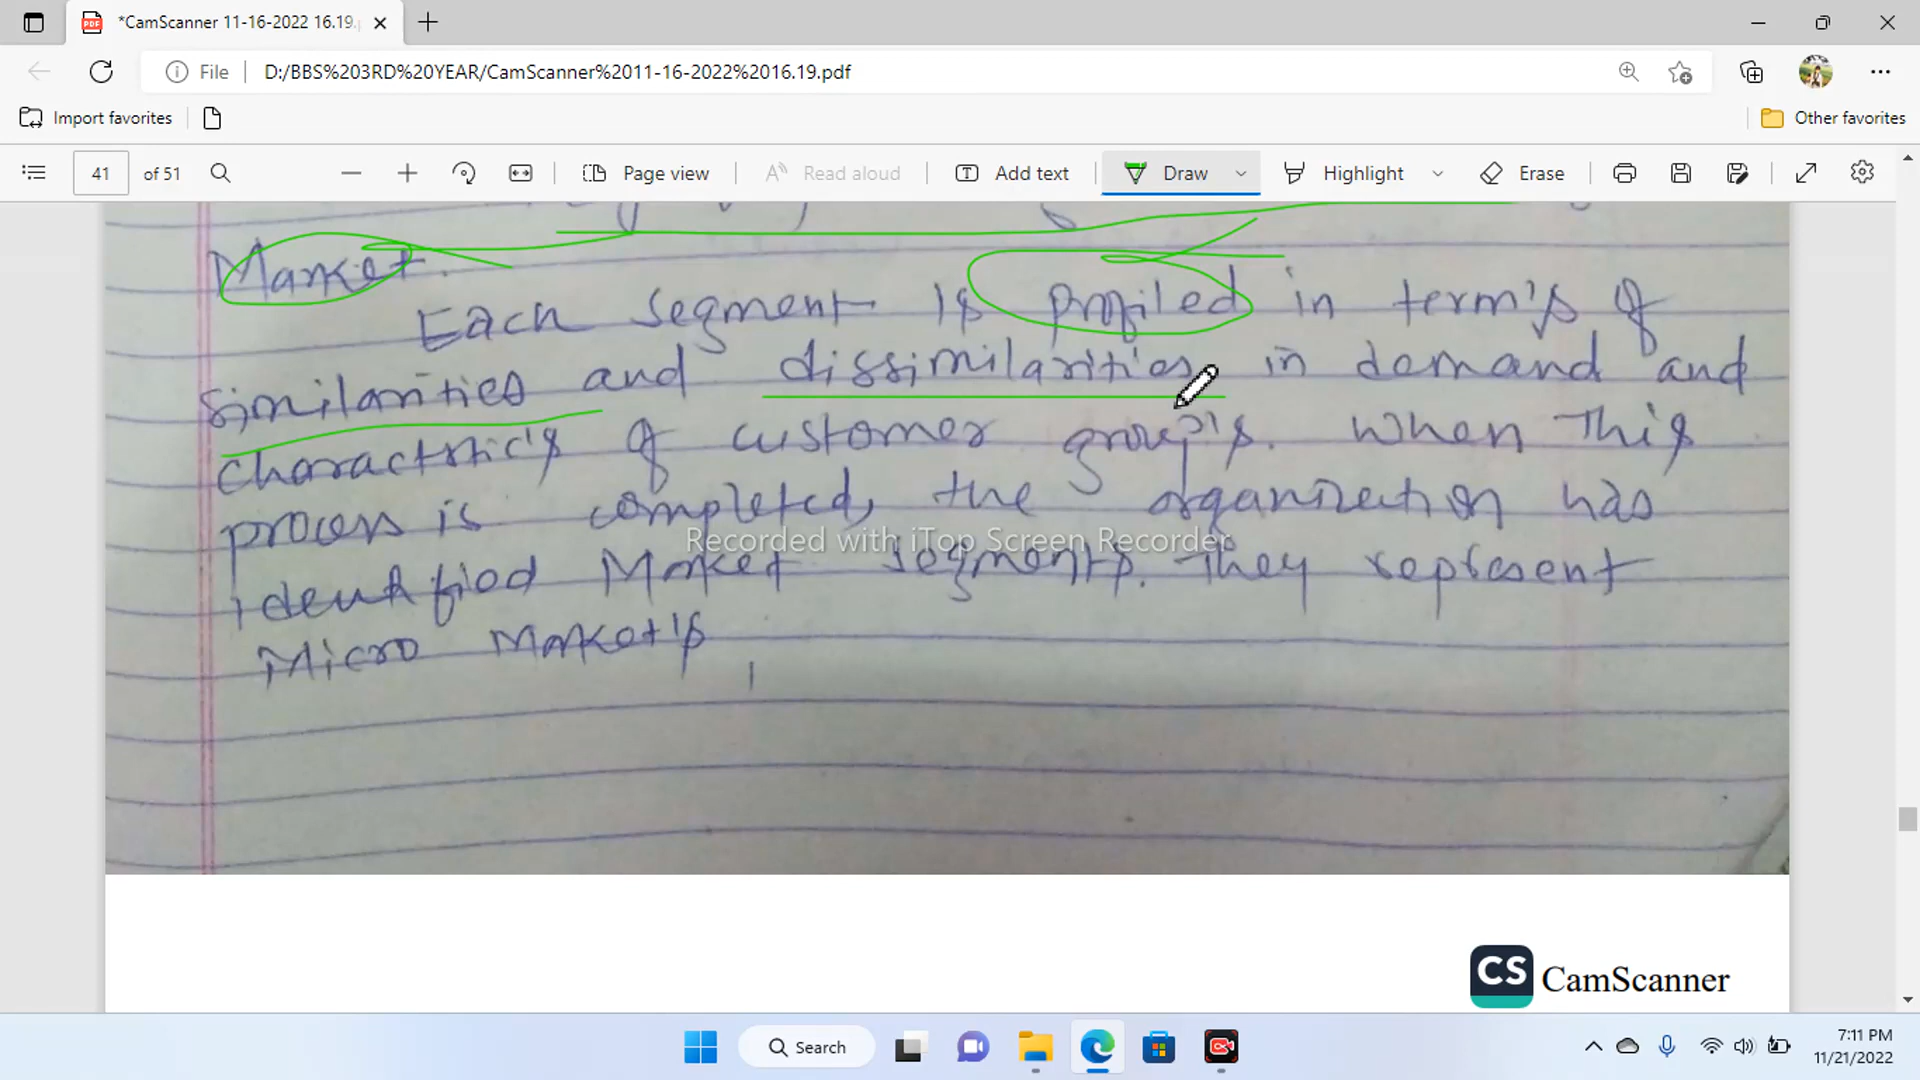 *CamScanner 11-16-2022 16.19.
File D:/BBS%203RD%20YEAR/CamScanner%2011-16-2022%2016.19.pdf
Import favorites Other favorites
41 of 51 Page view Read aloud Add text Draw Highlight Erase
Market.
Each segment is profiled in term's of
similarities and dissimilarities in demand and
charactrtic's of customer group's. When this
process is completed, the organization has
identified Market segments. They represent
Micro Market's
Recorded with iTop Screen Recorder
CS CamScanner
Search
7:11 PM
11/21/2022